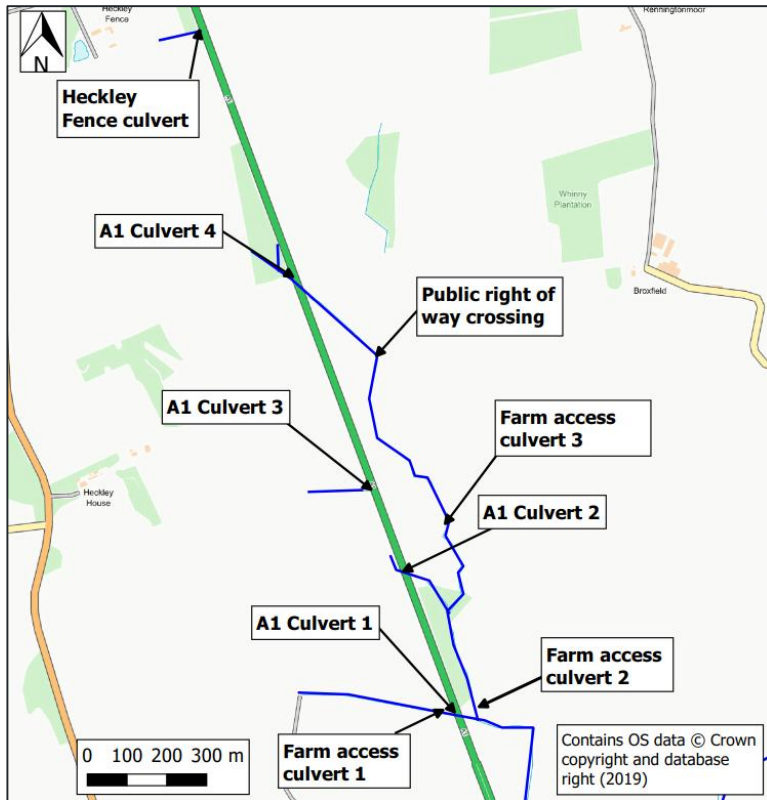 Heckley
Fence
Renningtonmoor
N
Heckley
Fence culvert
A1
Whinny
Plantation
A1 Culvert 4
Public right of
way crossing
Broxfield
A1 Culvert 3
Farm access
culvert 3
Heckley
House
A1 Culvert 2
A1 Culvert 1
Farm access
culvert 2
Farm access
culvert 1
0 100 200 300 m
Contains OS data © Crown
copyright and database
right (2019)